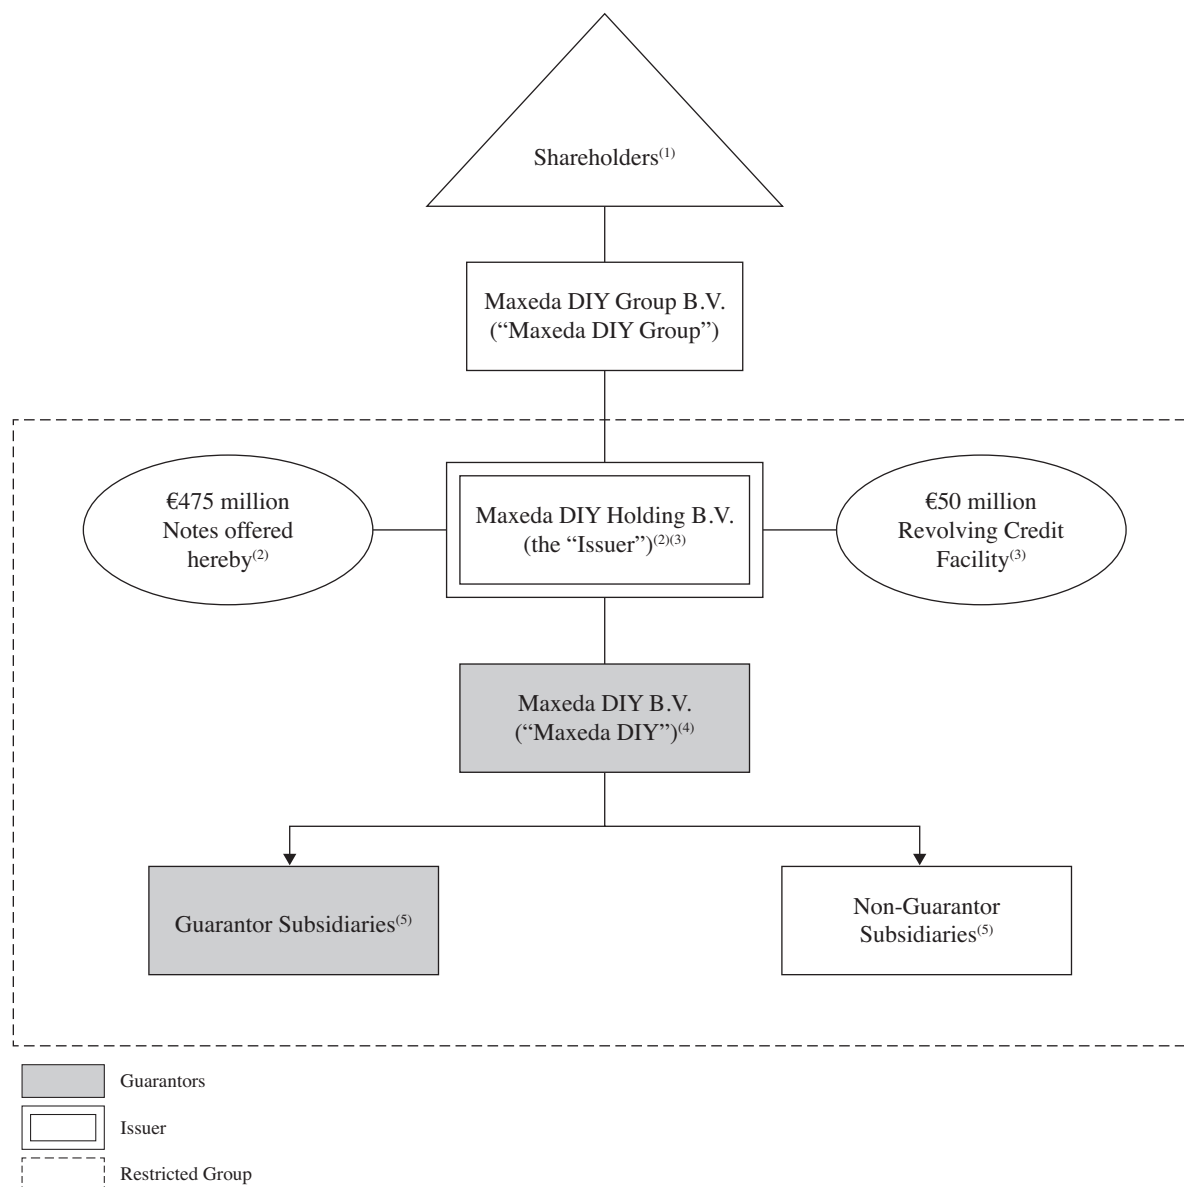 Shareholders(1)
Maxeda DIY Group B.V.
(“Maxeda DIY Group”)
€475 million
Notes offered
hereby(2)
Maxeda DIY Holding B.V.
(the “Issuer”)(2)(3)
€50 million
Revolving Credit
Facility(3)
Maxeda DIY B.V.
(“Maxeda DIY”)(4)
Guarantor Subsidiaries(5)
Non-Guarantor
Subsidiaries(5)
Guarantors
Issuer
Restricted Group